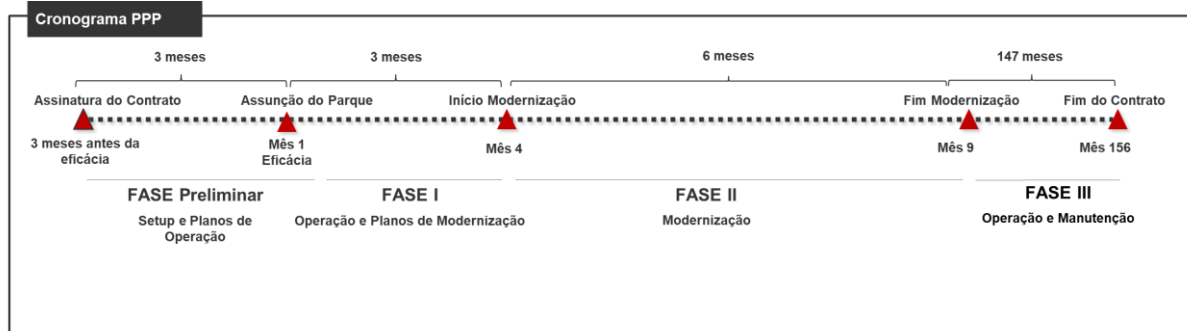 Cronograma PPP
3 meses
3 meses
6 meses
147 meses
Assinatura do Contrato
Assunção do Parque
Início Modernização
Fim Modernização
Fim do Contrato
3 meses antes da
eficácia
Mês 1
Eficácia
Mês 4
Mês 9
Mês 156
FASE Preliminar
Setup e Planos de
Operação
FASE I
Operação e Planos de Modernização
FASE II
Modernização
FASE III
Operação e Manutenção